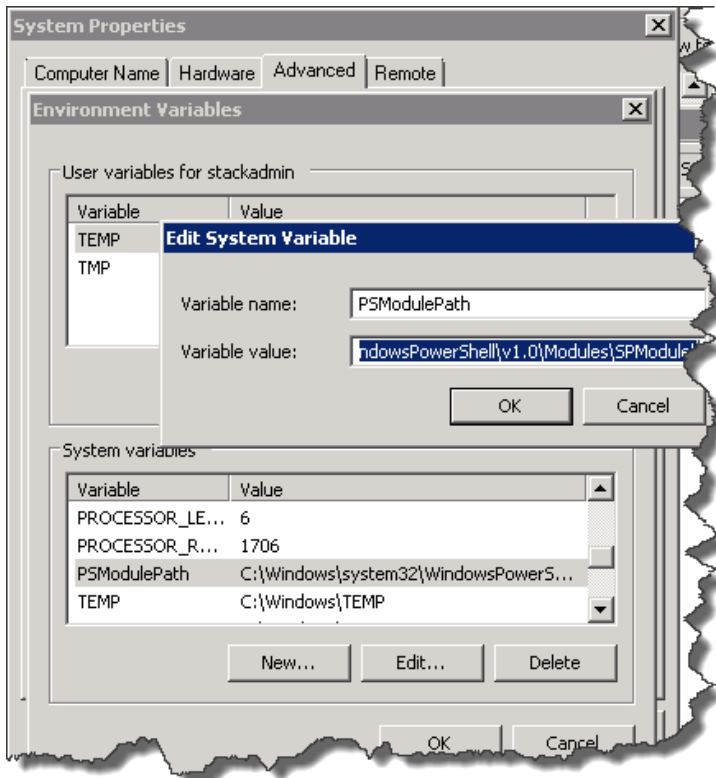 System Properties
Computer Name Hardware Advanced Remote
Environment Variables
User variables for stackadmin
Variable Value
TEMP
TMP
Edit System Variable
Variable name: PSModulePath
Variable value: ndowsPowerShell\v1.0\Modules\SPModule\
OK Cancel
System variables
Variable Value
PROCESSOR_LE... 6
PROCESSOR_R... 1706
PSModulePath C:\Windows\system32\WindowsPowerS...
TEMP C:\Windows\TEMP
New... Edit... Delete
OK Cancel